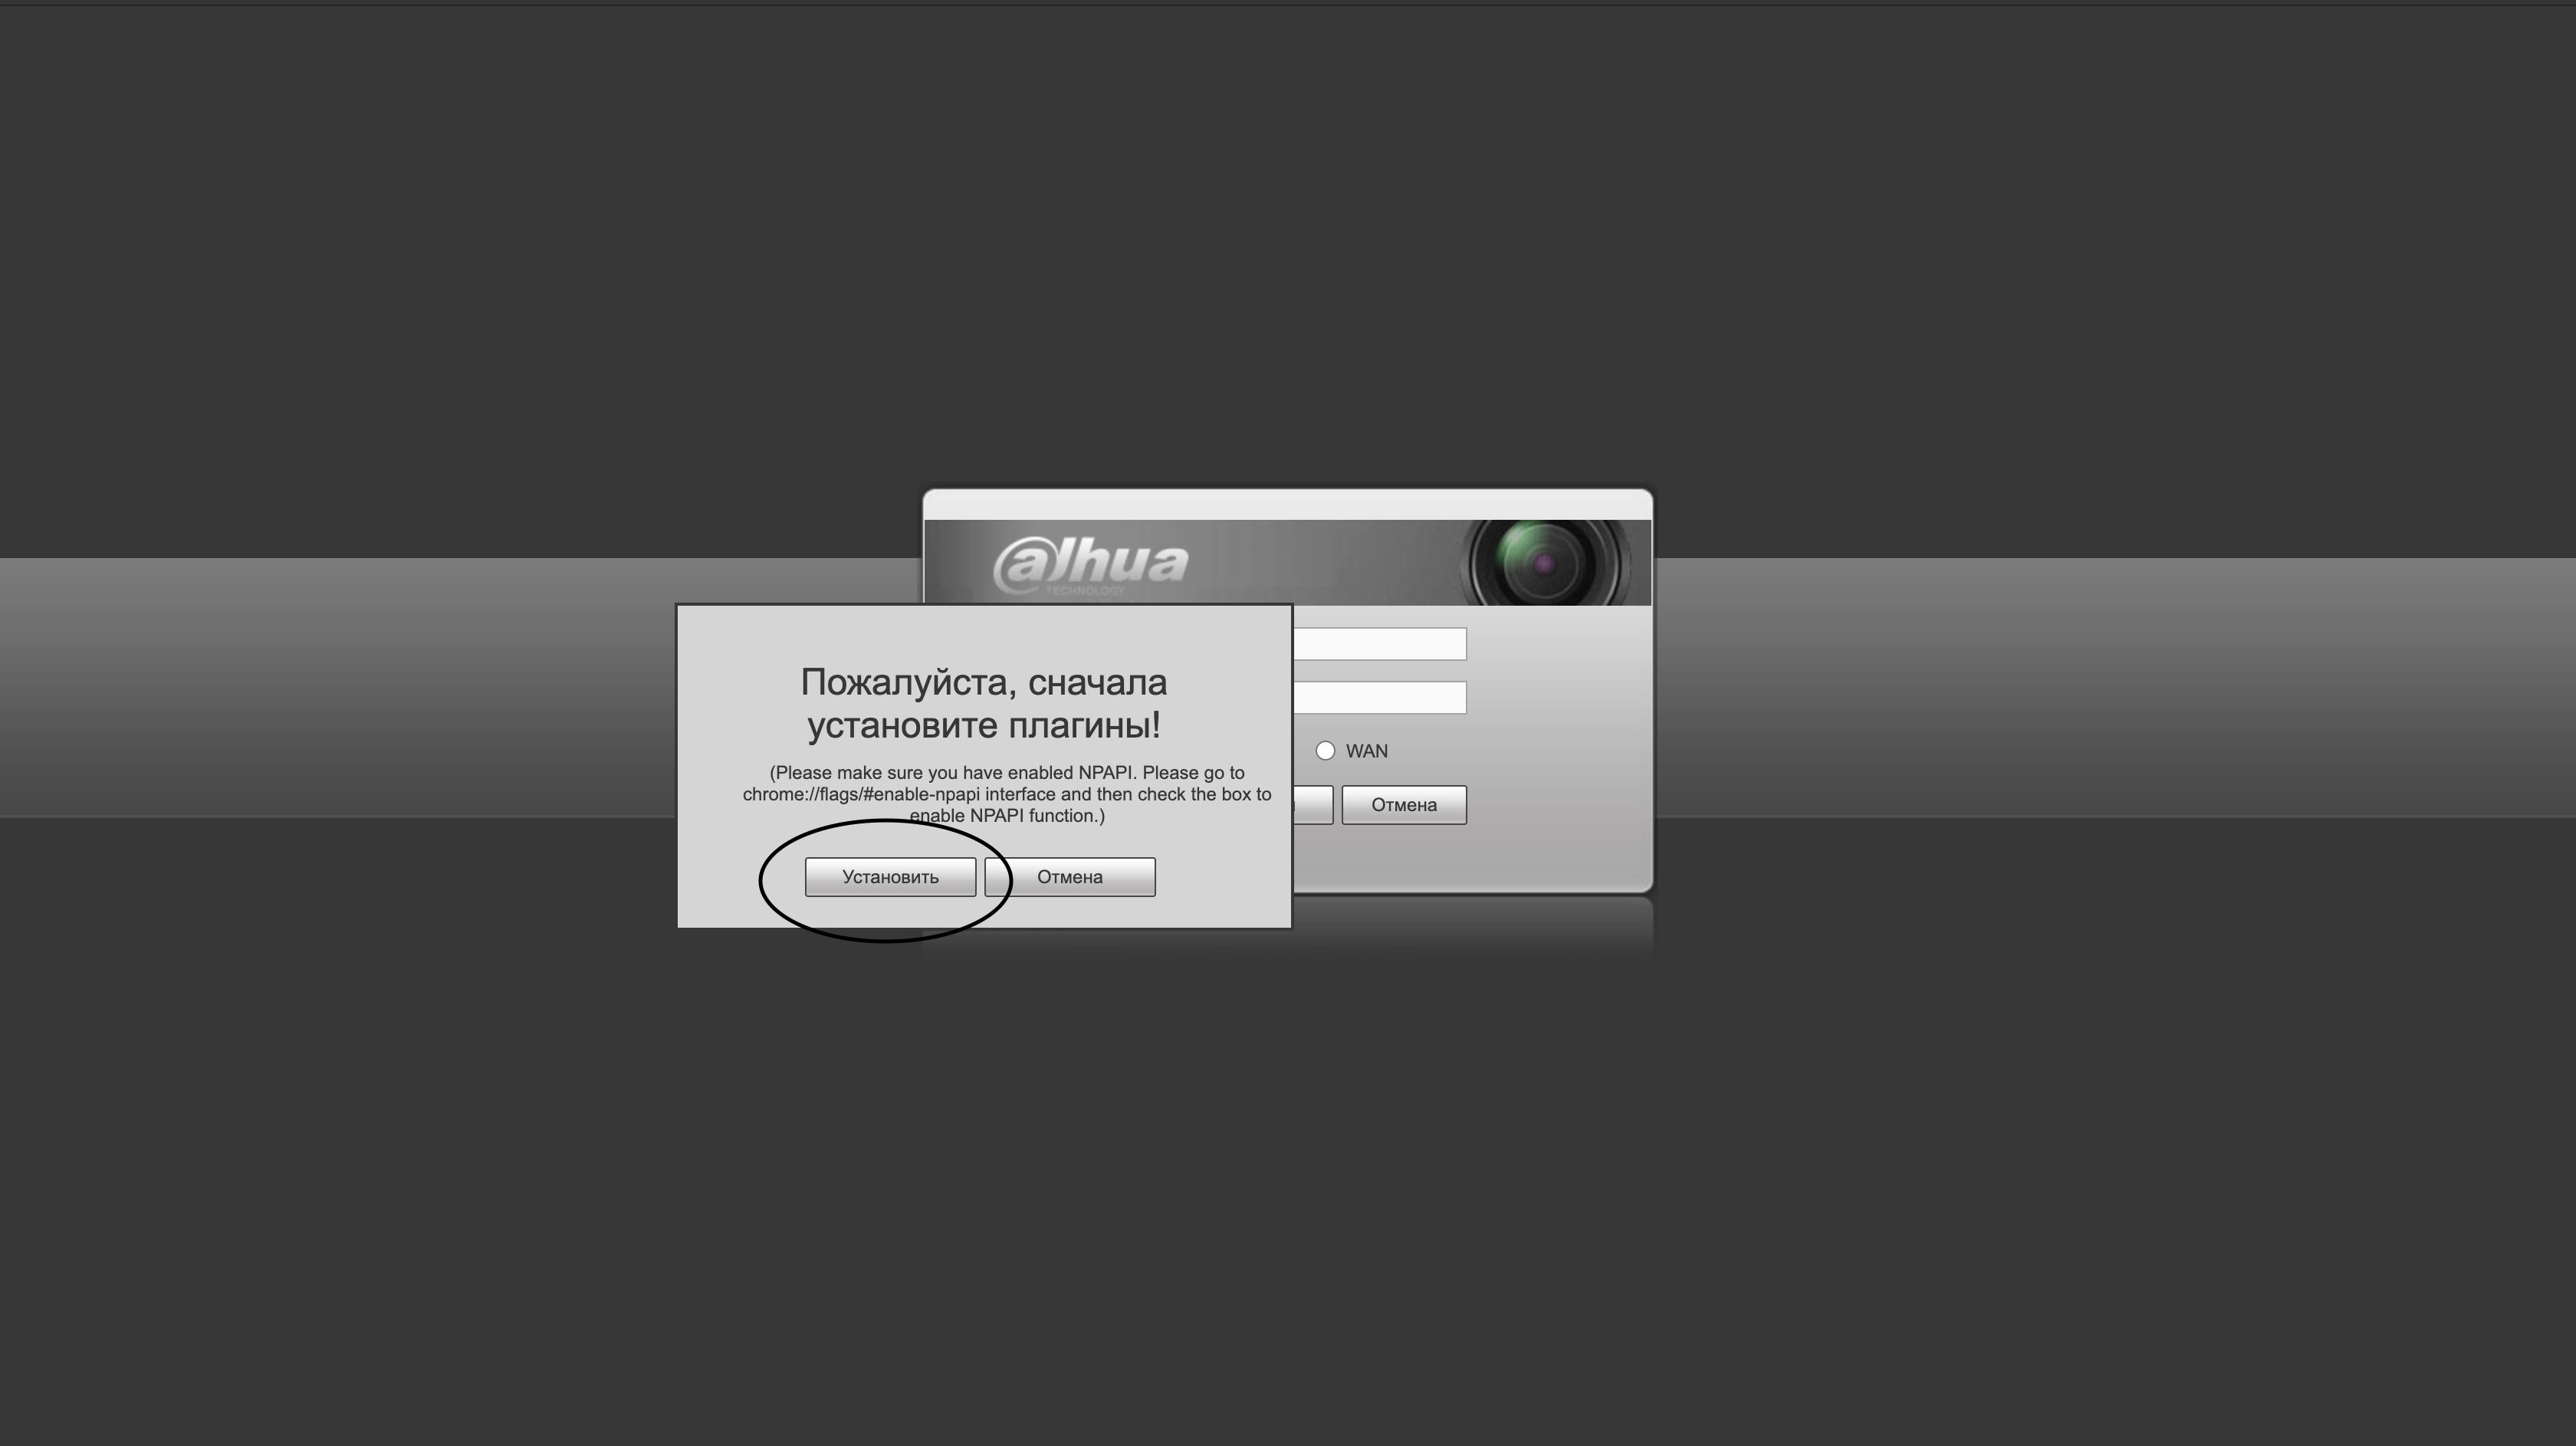 alhua
TECHNOLOGY
Пожалуйста, сначала
установите плагины!
(Please make sure you have enabled NPAPI. Please go to
chrome://flags/#enable-npapi interface and then check the box to
enable NPAPI function.)
Установить
Отмена
WAN
Отмена